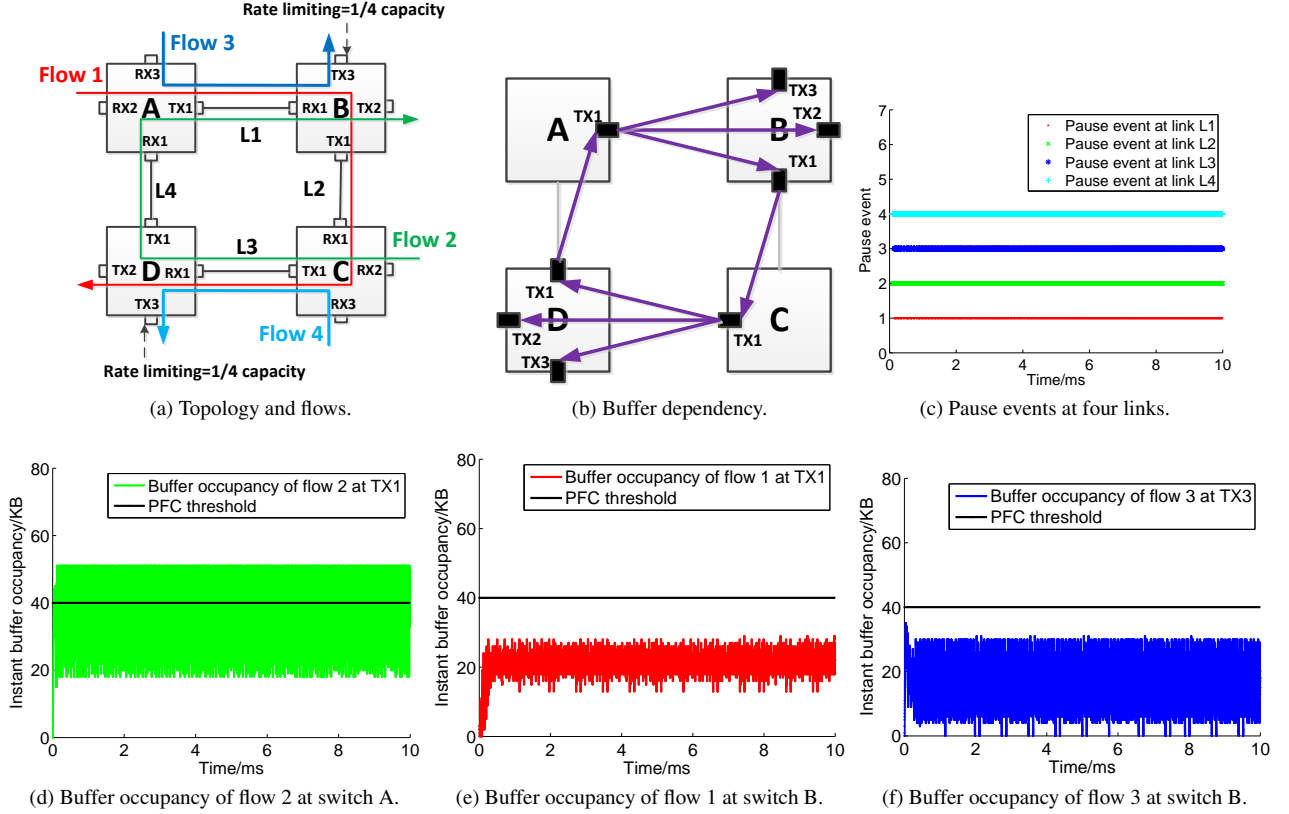 Rate limiting=1/4 capacity
Flow 3
Flow 1
RX3
TX3
RX2
A
TX1
RX1
B
TX2
L1
RX1
TX1
L4
L2
TX1
L3
RX1
Flow 2
TX2
D
RX1
TX1
C
RX2
TX3
RX3
Flow 4
Rate limiting=1/4 capacity
(a) Topology and flows.
A
TX1
B
TX3
TX2
TX1
TX1
D
TX2
TX3
C
TX1
(b) Buffer dependency.
Pause event at link L1
Pause event at link L2
Pause event at link L3
Pause event at link L4
Pause event
7
6
5
4
3
2
1
0
0 2 4 6 8 10
Time/ms
(c) Pause events at four links.
Instant buffer occupancy/KB
80
60
40
20
0
Buffer occupancy of flow 2 at TX1
PFC threshold
0 2 4 6 8 10
Time/ms
(d) Buffer occupancy of flow 2 at switch A.
Instant buffer occupancy/KB
80
60
40
20
0
Buffer occupancy of flow 1 at TX1
PFC threshold
0 2 4 6 8 10
Time/ms
(e) Buffer occupancy of flow 1 at switch B.
Instant buffer occupancy/KB
80
60
40
20
0
Buffer occupancy of flow 3 at TX3
PFC threshold
0 2 4 6 8 10
Time/ms
(f) Buffer occupancy of flow 3 at switch B.